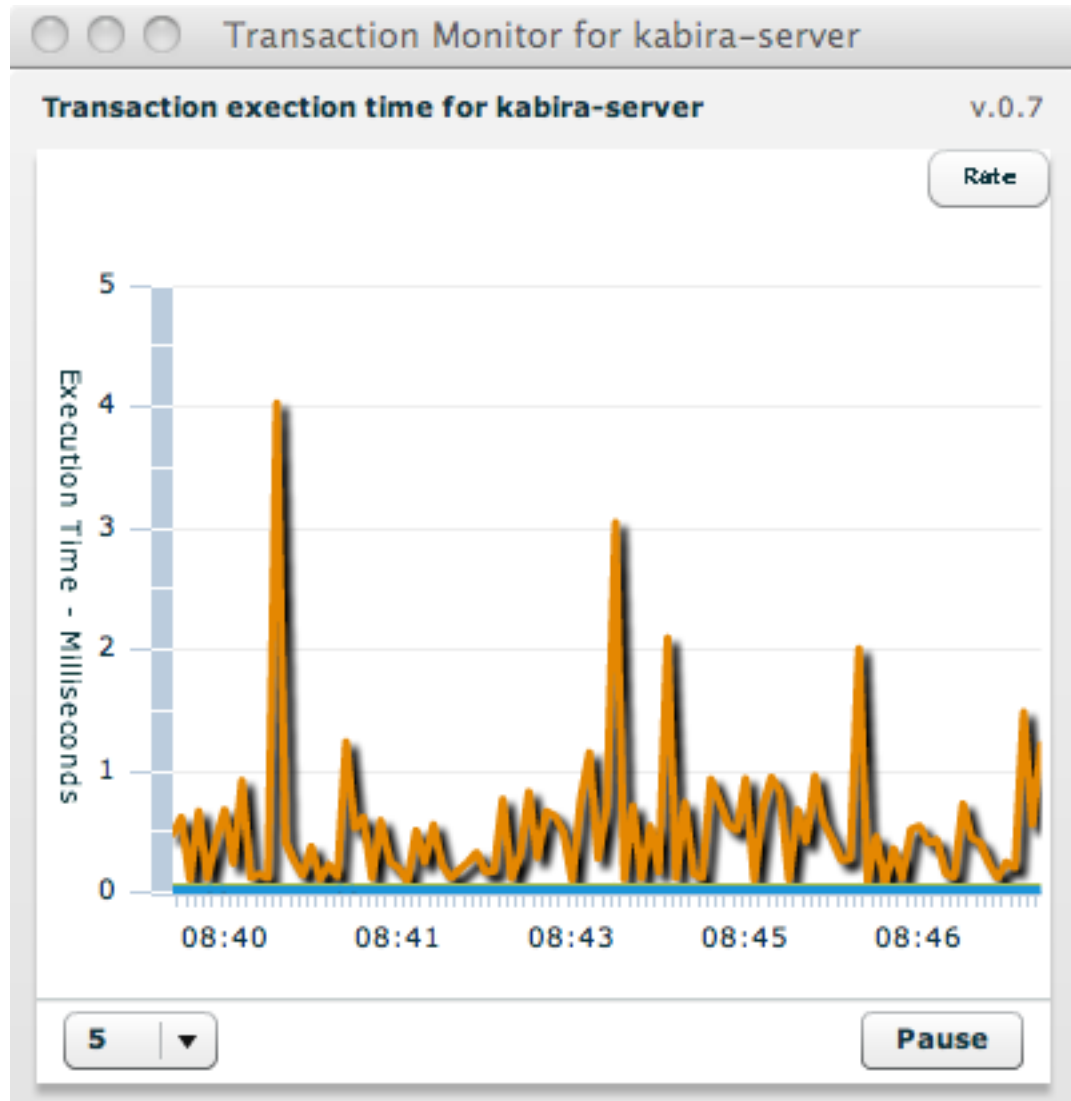 Transaction Monitor for kabira-server
Transaction exection time for kabira-server
v.0.7
Rate
Execution Time - Milliseconds
5
4
3
2
1
0
08:40 08:41 08:43 08:45 08:46
5
Pause